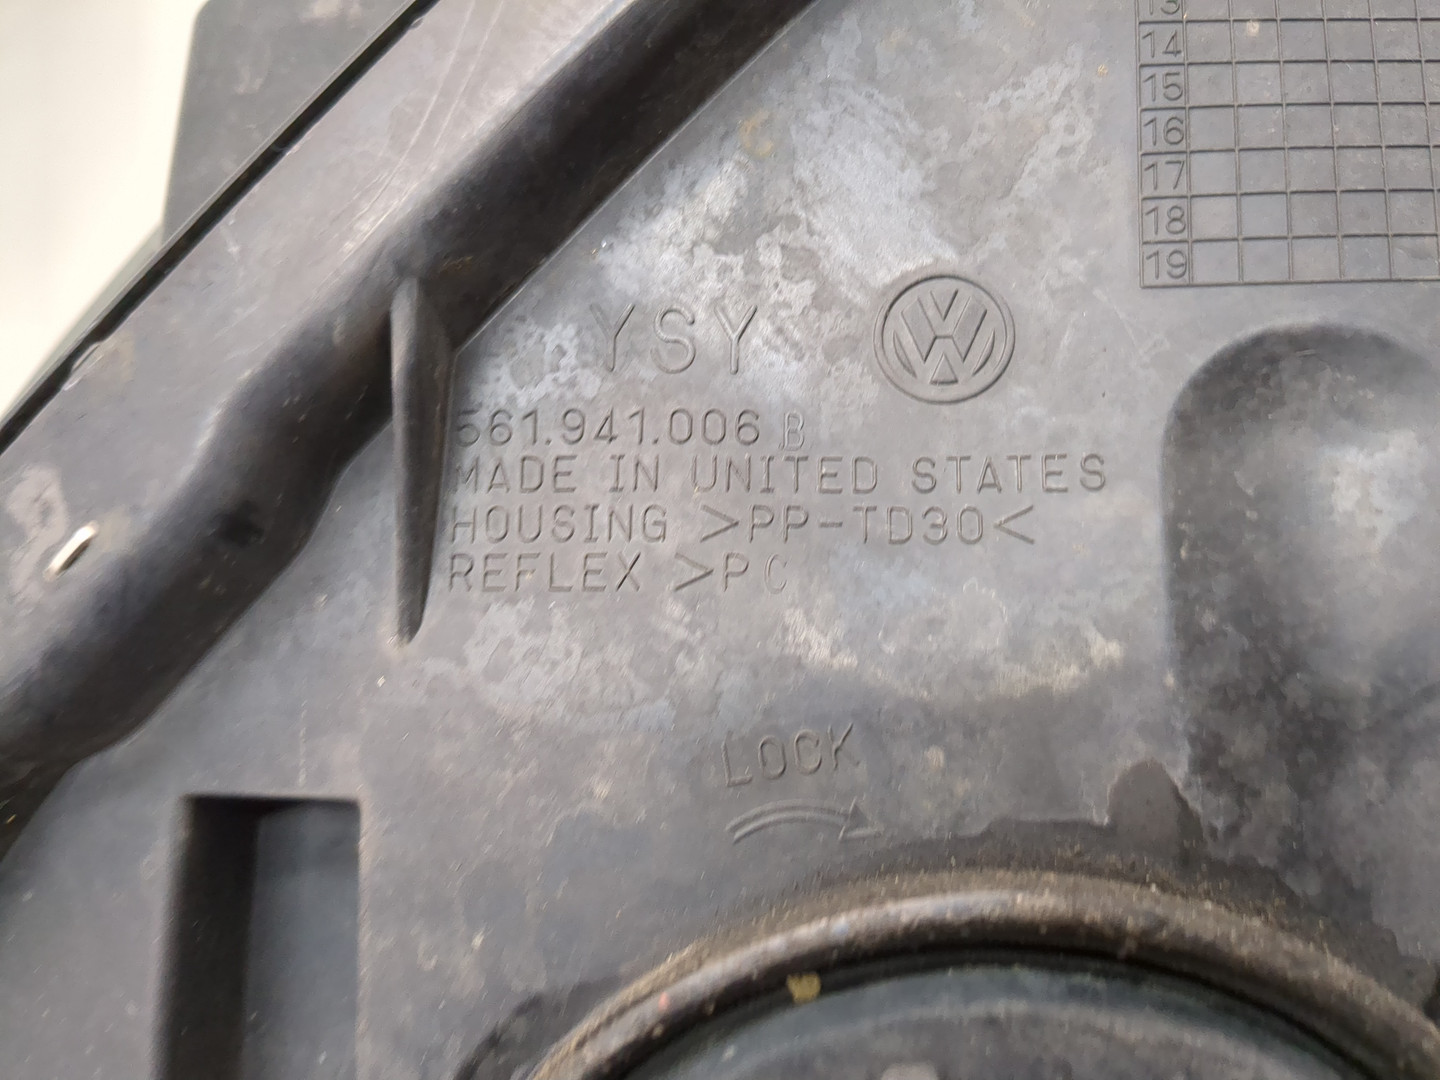 13
14
15
16
17
18
19
YSY
561.941.006 B
MADE IN UNITED STATES
HOUSING >PP-TD30<
REFLEX >PC
LOCK